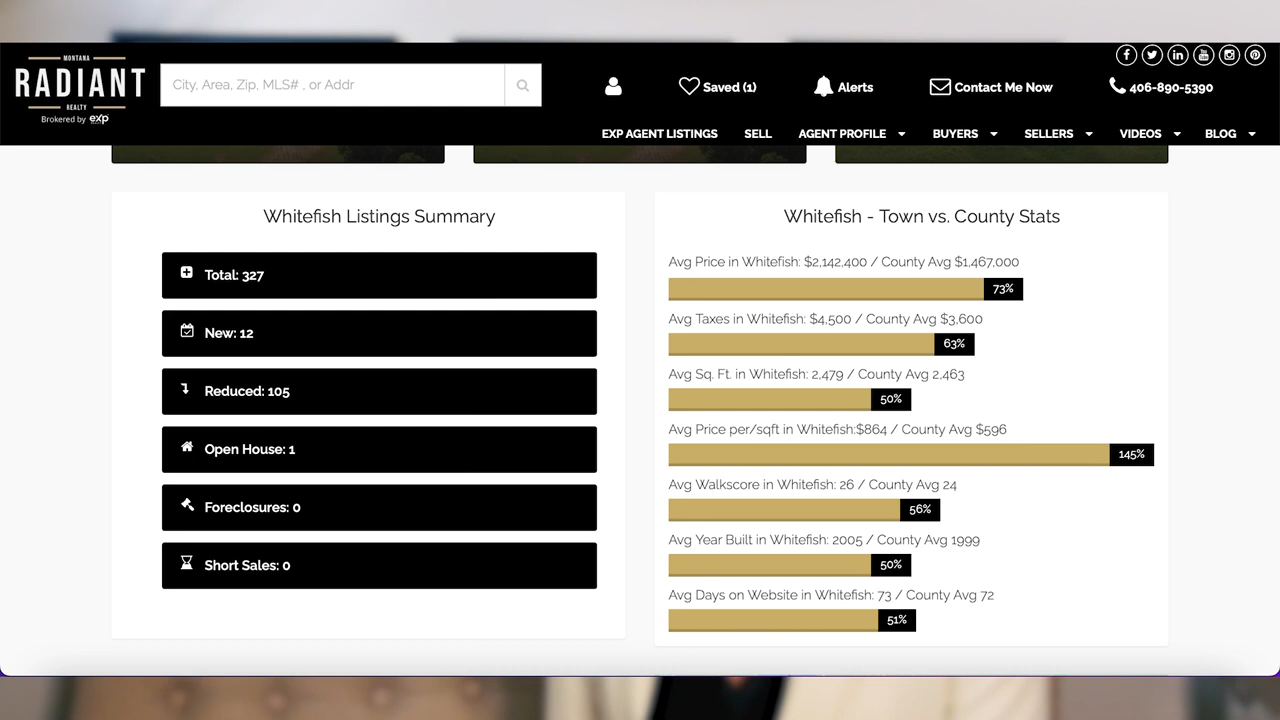 MONTANA
RADIANT
REALTY
Brokered by exp
City, Area, Zip, MLS# , or Addr
Saved (1)
Alerts
Contact Me Now
406-890-5390
EXP AGENT LISTINGS
SELL
AGENT PROFILE
BUYERS
SELLERS
VIDEOS
BLOG
Whitefish Listings Summary
Total: 327
New: 12
Reduced: 105
Open House: 1
Foreclosures: 0
Short Sales: 0
Whitefish - Town vs. County Stats
Avg Price in Whitefish: $2,142,400 / County Avg $1,467,000
73%
Avg Taxes in Whitefish: $4,500 / County Avg $3,600
63%
Avg Sq. Ft. in Whitefish: 2,479 / County Avg 2,463
50%
Avg Price per/sqft in Whitefish:$864 / County Avg $596
145%
Avg Walkscore in Whitefish: 26 / County Avg 24
56%
Avg Year Built in Whitefish: 2005 / County Avg 1999
50%
Avg Days on Website in Whitefish: 73 / County Avg 72
51%